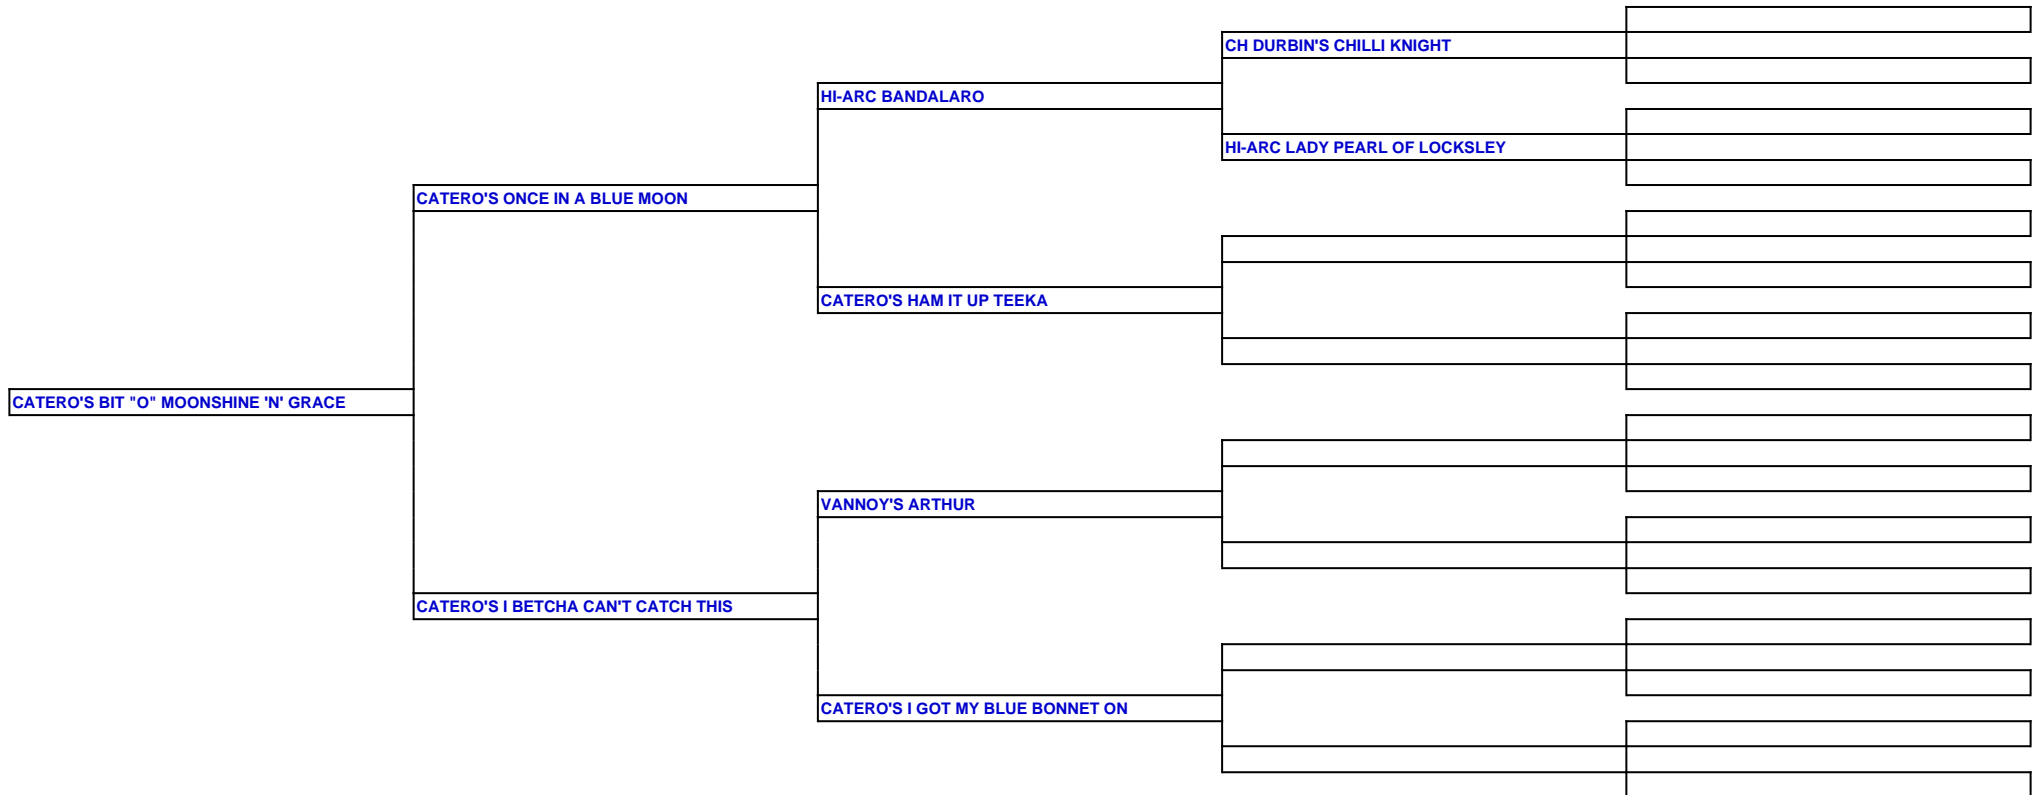 CH DURBIN'S CHILLI KNIGHT
HI-ARC BANDALARO
HI-ARC LADY PEARL OF LOCKSLEY
CATERO'S ONCE IN A BLUE MOON
CATERO'S HAM IT UP TEEKA
CATERO'S BIT "O" MOONSHINE 'N' GRACE
VANNOY'S ARTHUR
CATERO'S I BETCHA CAN'T CATCH THIS
CATERO'S I GOT MY BLUE BONNET ON